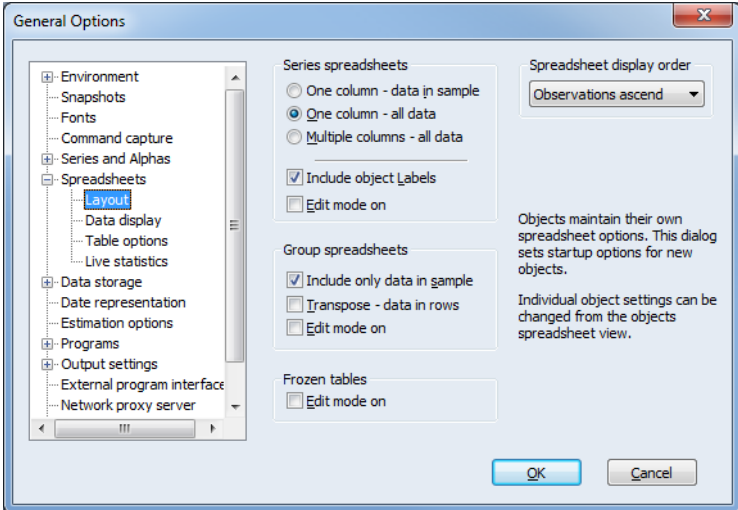 General Options
Environment
Snapshots
Fonts
Command capture
Series and Alphas
Spreadsheets
Layout
Data display
Table options
Live statistics
Data storage
Date representation
Estimation options
Programs
Output settings
External program interface
Network proxy server
Series spreadsheets
One column - data in sample
One column - all data
Multiple columns - all data
Include object Labels
Edit mode on
Group spreadsheets
Include only data in sample
Transpose - data in rows
Edit mode on
Frozen tables
Edit mode on
Spreadsheet display order
Observations ascend
Objects maintain their own
spreadsheet options. This dialog
sets startup options for new
objects.
Individual object settings can be
changed from the objects
spreadsheet view.
OK
Cancel